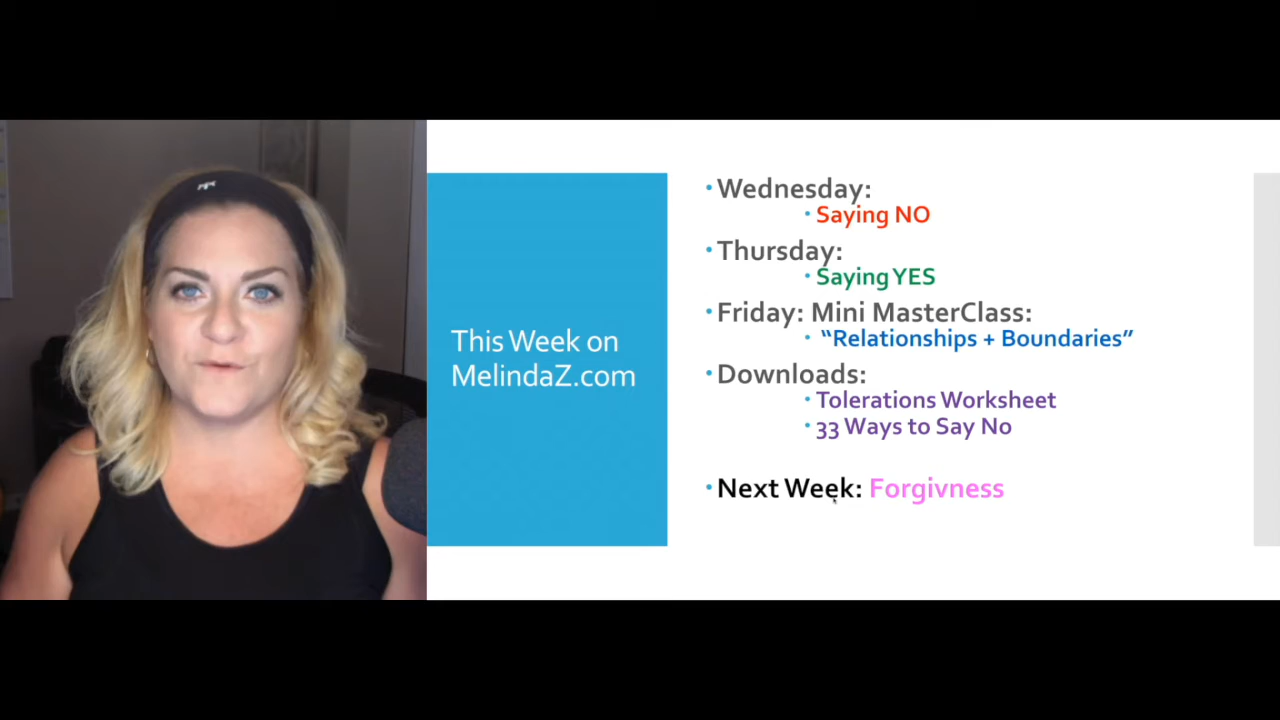 This Week on
MelindaZ.com
• Wednesday:
• Saying NO
• Thursday:
• Saying YES
• Friday: Mini MasterClass:
• “Relationships + Boundaries”
• Downloads:
• Tolerations Worksheet
• 33 Ways to Say No
• Next Week: Forgivness